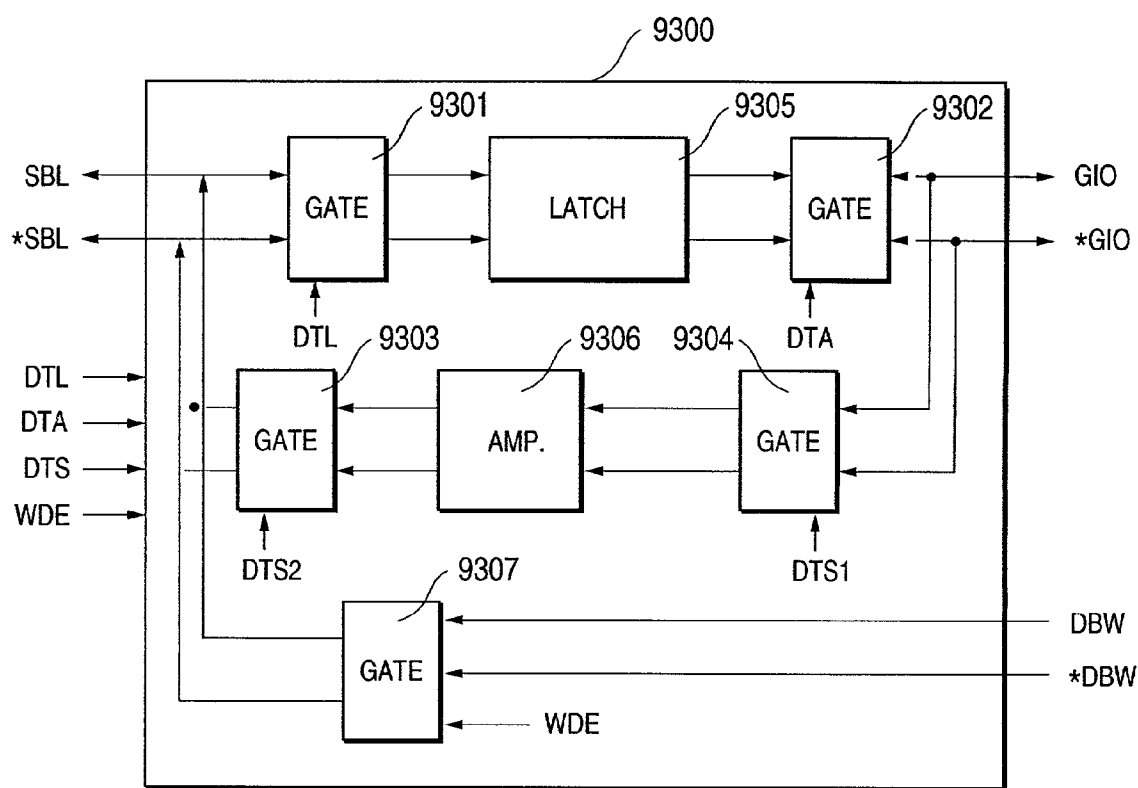 9300
9301
9305
9302
SBL
GATE
LATCH
GATE
GIO
*SBL
*GIO
DTL
DTA
9303
9306
9304
DTL
DTA
DTS
WDE
GATE
AMP.
GATE
DTS2
DTS1
9307
GATE
DBW
*DBW
WDE